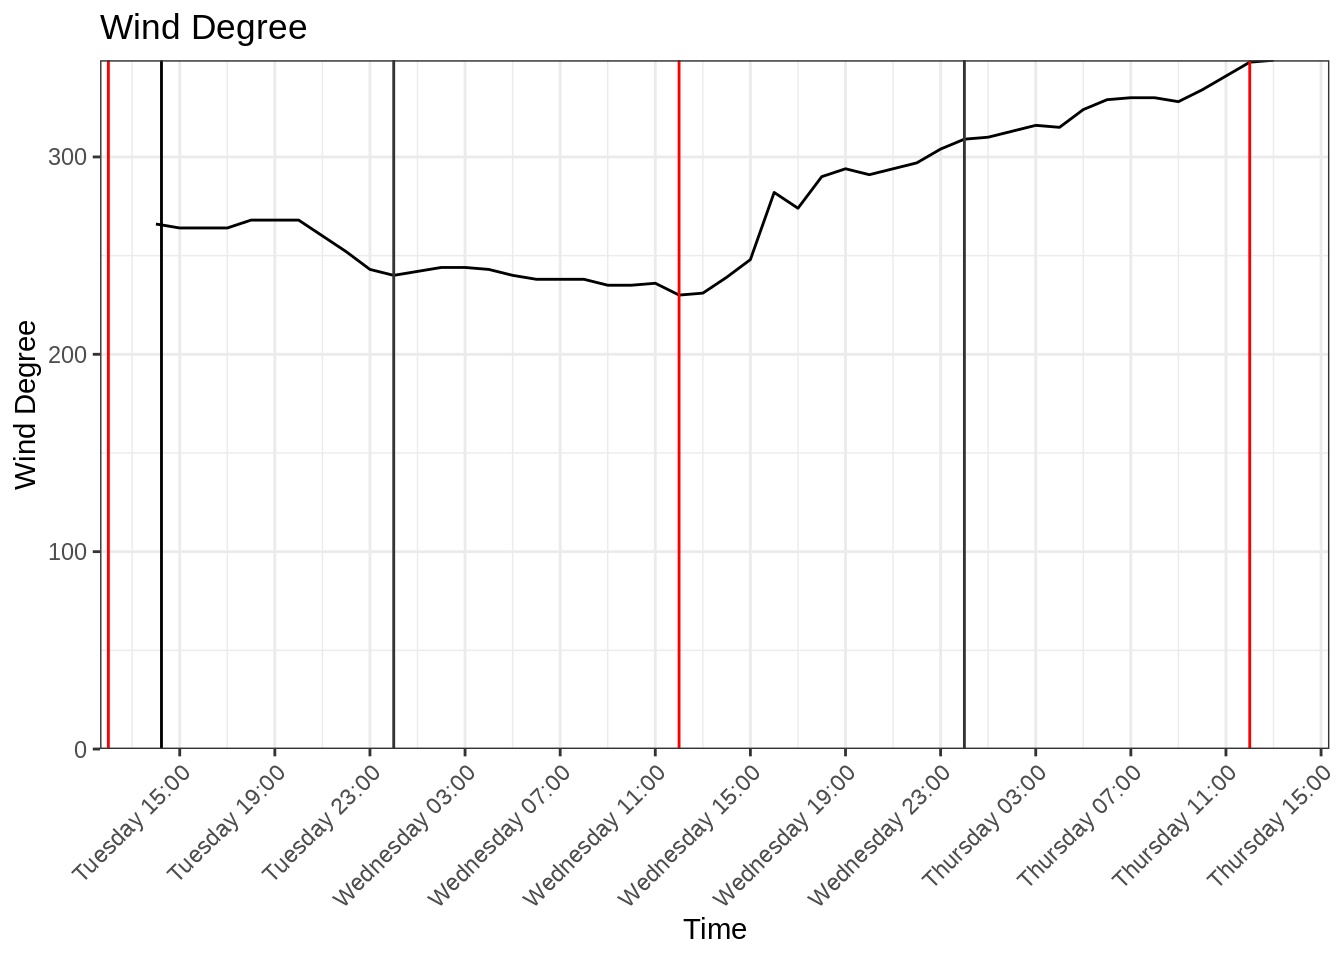 Wind Degree
Wind Degree
300
200
100
0
Tuesday 15:00
Tuesday 19:00
Tuesday 23:00
Wednesday 03:00
Wednesday 07:00
Wednesday 11:00
Wednesday 15:00
Wednesday 19:00
Wednesday 23:00
Thursday 03:00
Thursday 07:00
Thursday 11:00
Thursday 15:00
Time